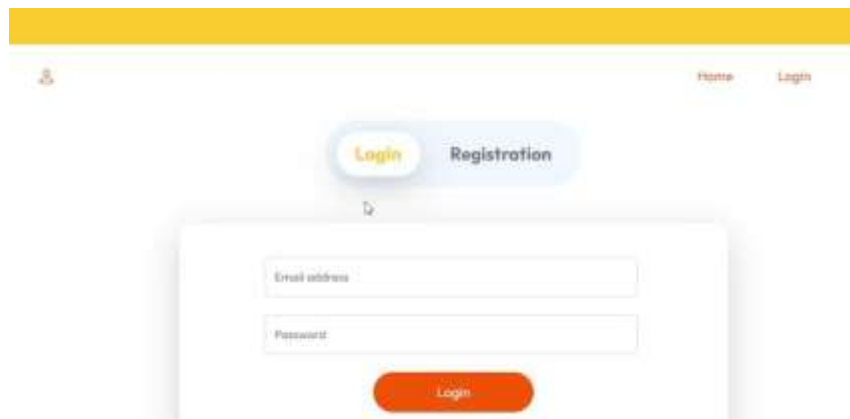 Home Login
Login Registration
Email address
Password
Login